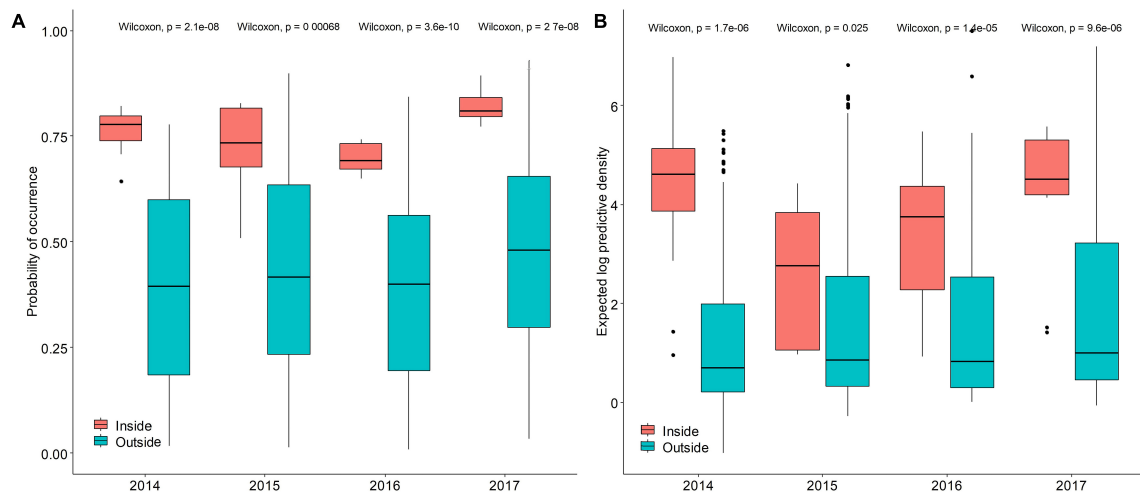 A
Wilcoxon, p = 2.1e-08
Wilcoxon, p = 0 00068
Wilcoxon, p = 3.6e-10
Wilcoxon, p = 2 7e-08
1.00
0.75
0.50
0.25
0.00
Probability of occurrence
Inside
Outside
2014
2015
2016
2017
B
Wilcoxon, p = 1.7e-06
Wilcoxon, p = 0.025
Wilcoxon, p = 1.4e-05
Wilcoxon, p = 9.6e-06
6
4
2
0
Expected log predictive density
Inside
Outside
2014
2015
2016
2017